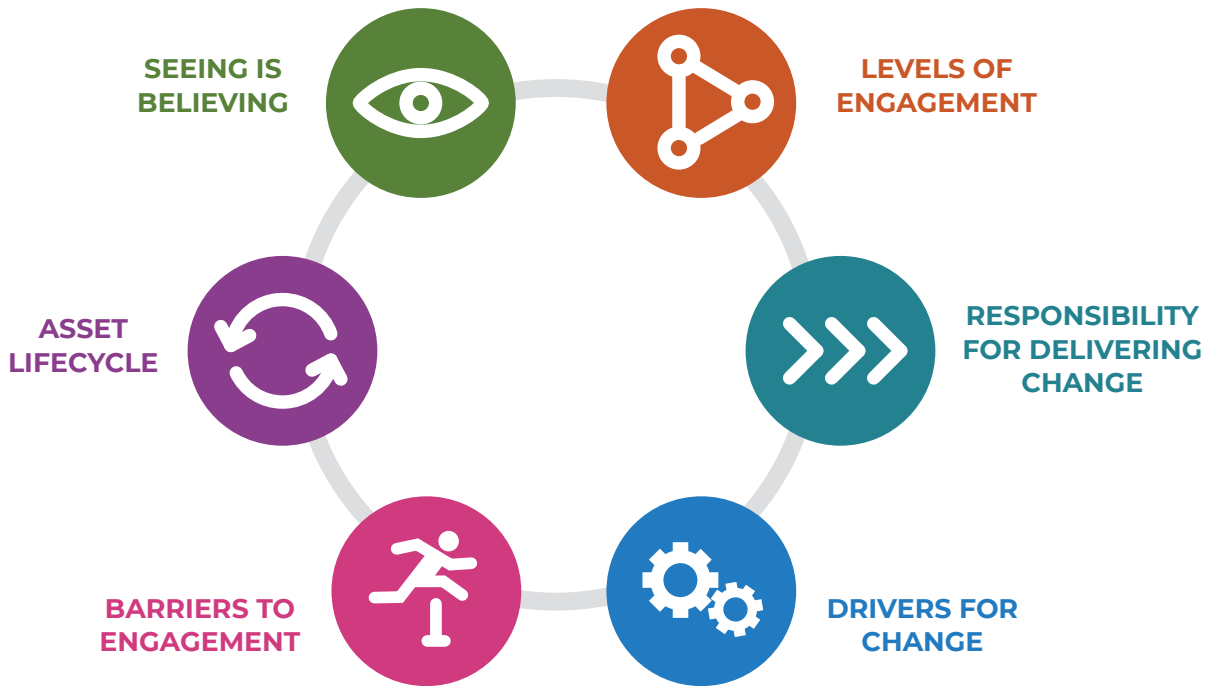 SEEING IS
BELIEVING
LEVELS OF
ENGAGEMENT
ASSET
LIFECYCLE
RESPONSIBILITY
FOR DELIVERING
CHANGE
BARRIERS TO
ENGAGEMENT
DRIVERS FOR
CHANGE